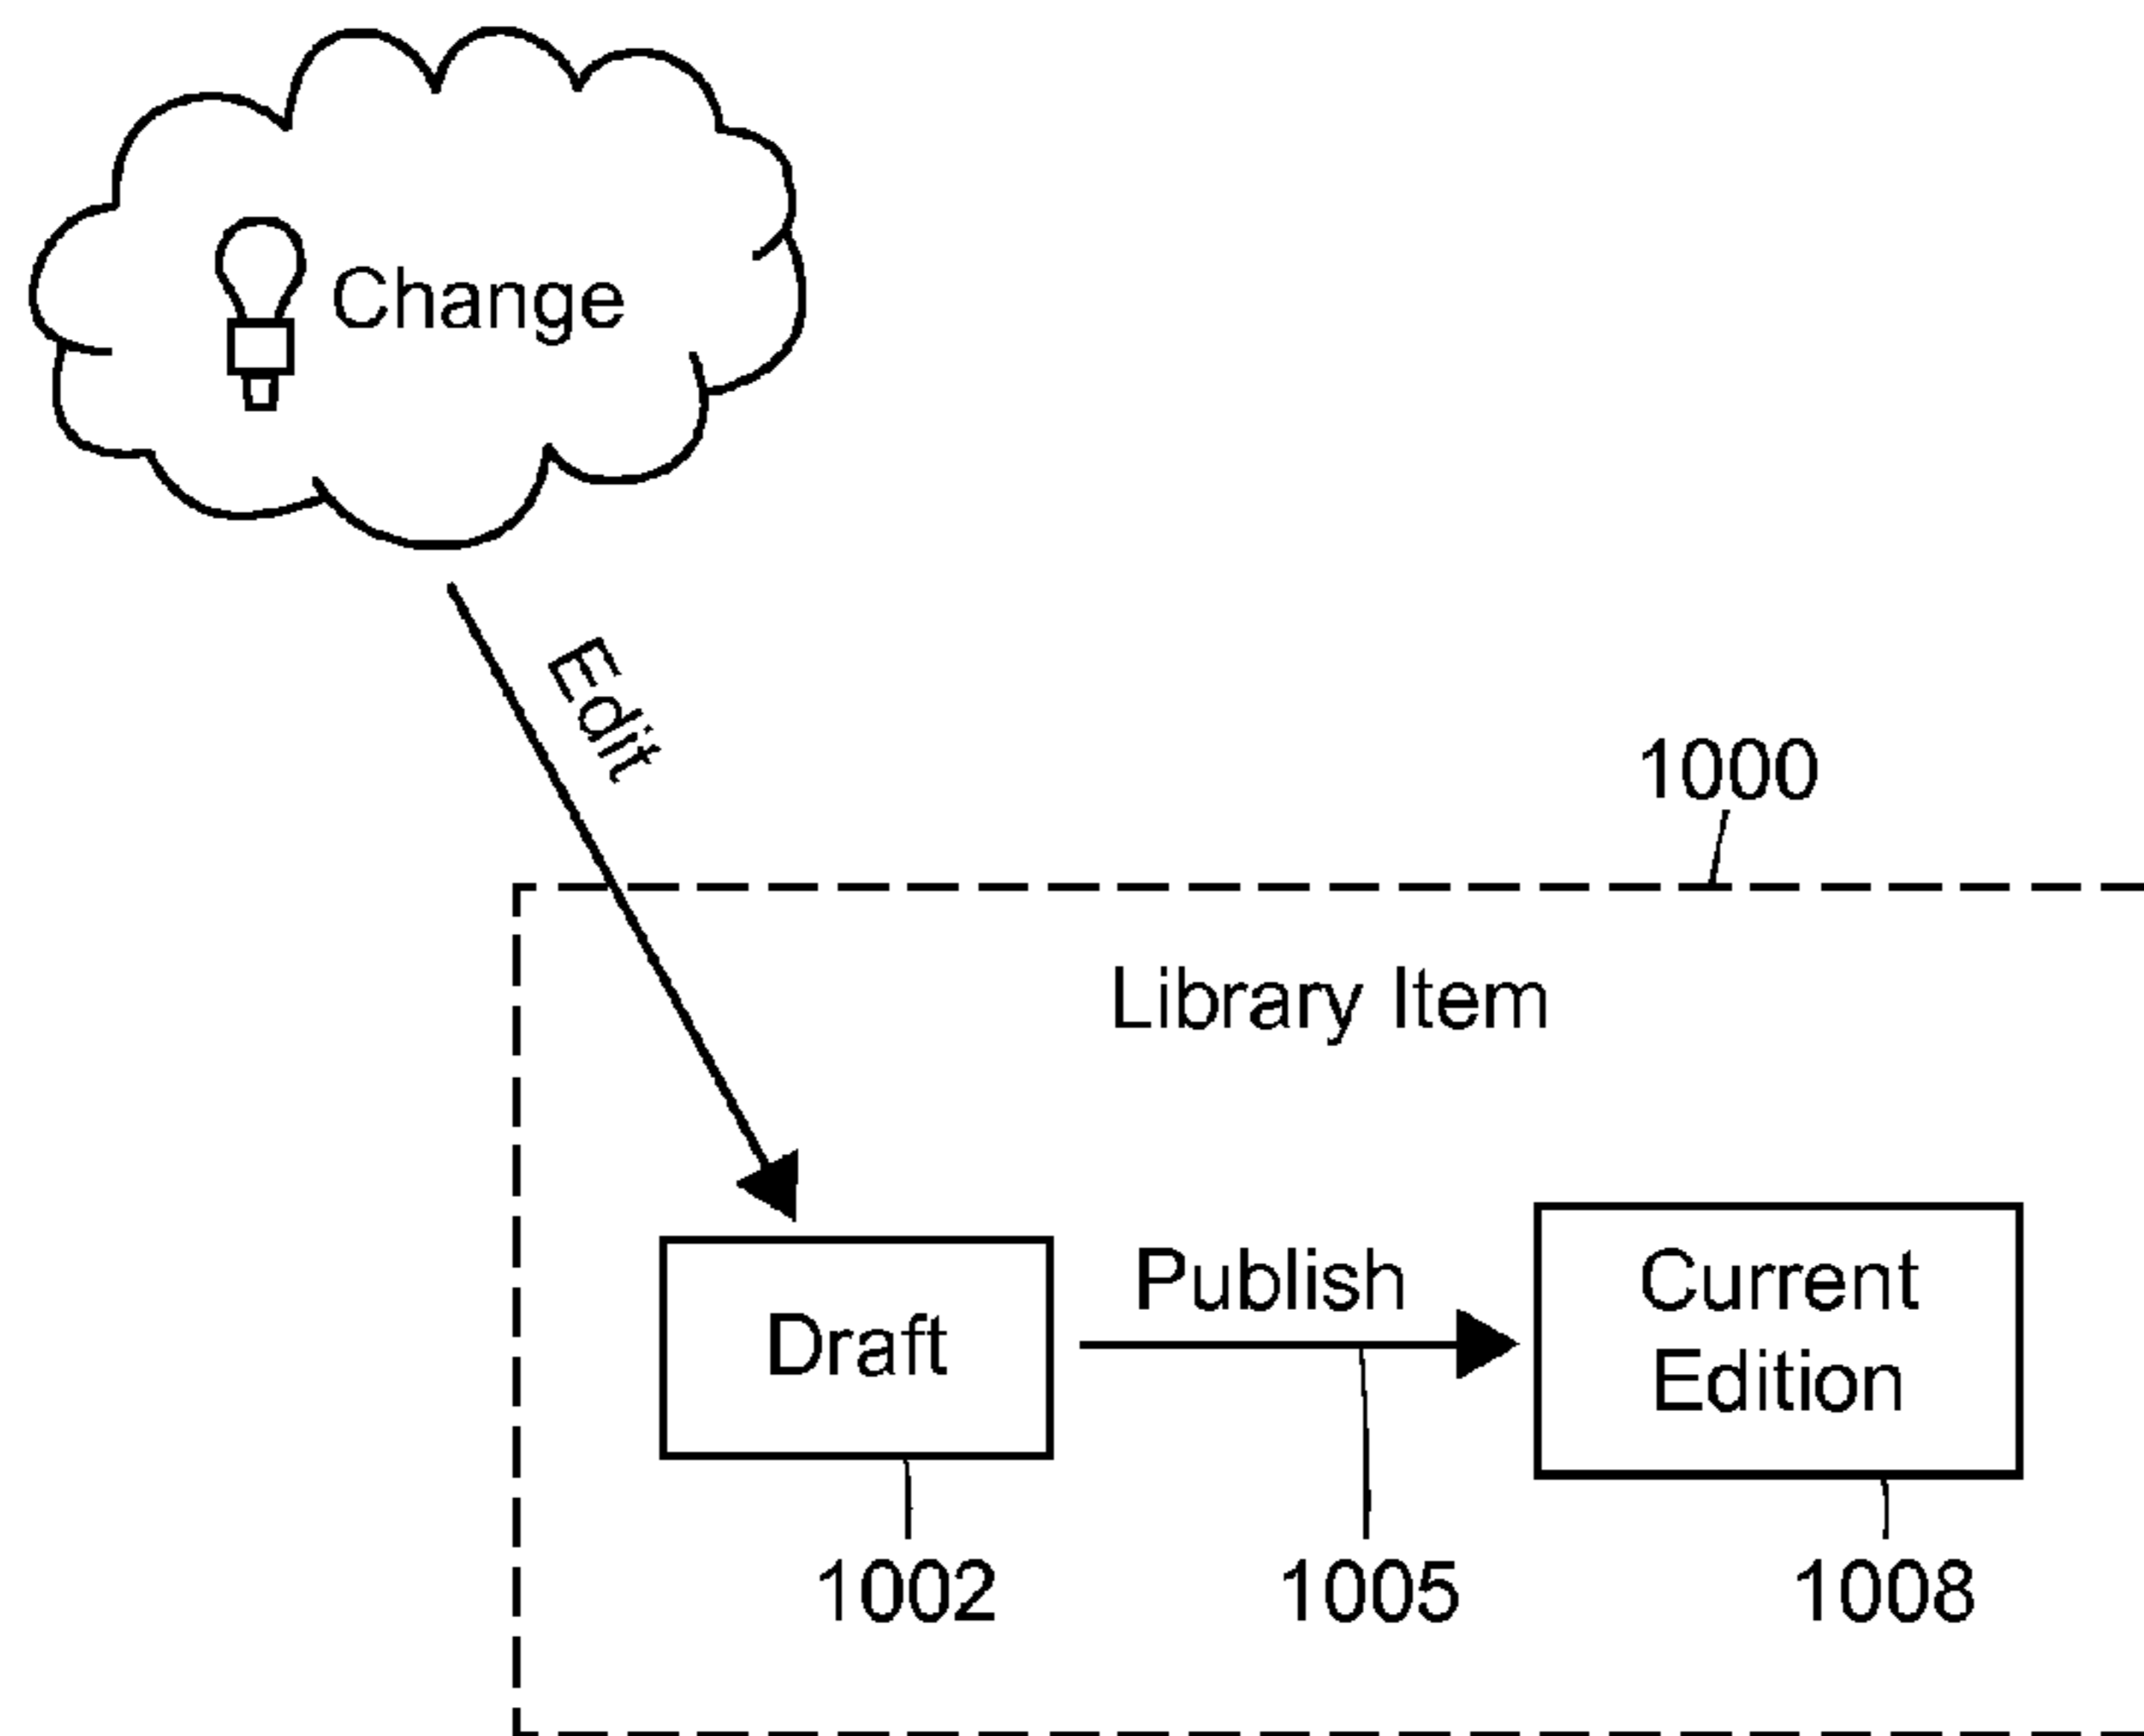 Change
Edit
1000
Library Item
Draft
Publish
Current
Edition
1002
1005
1008